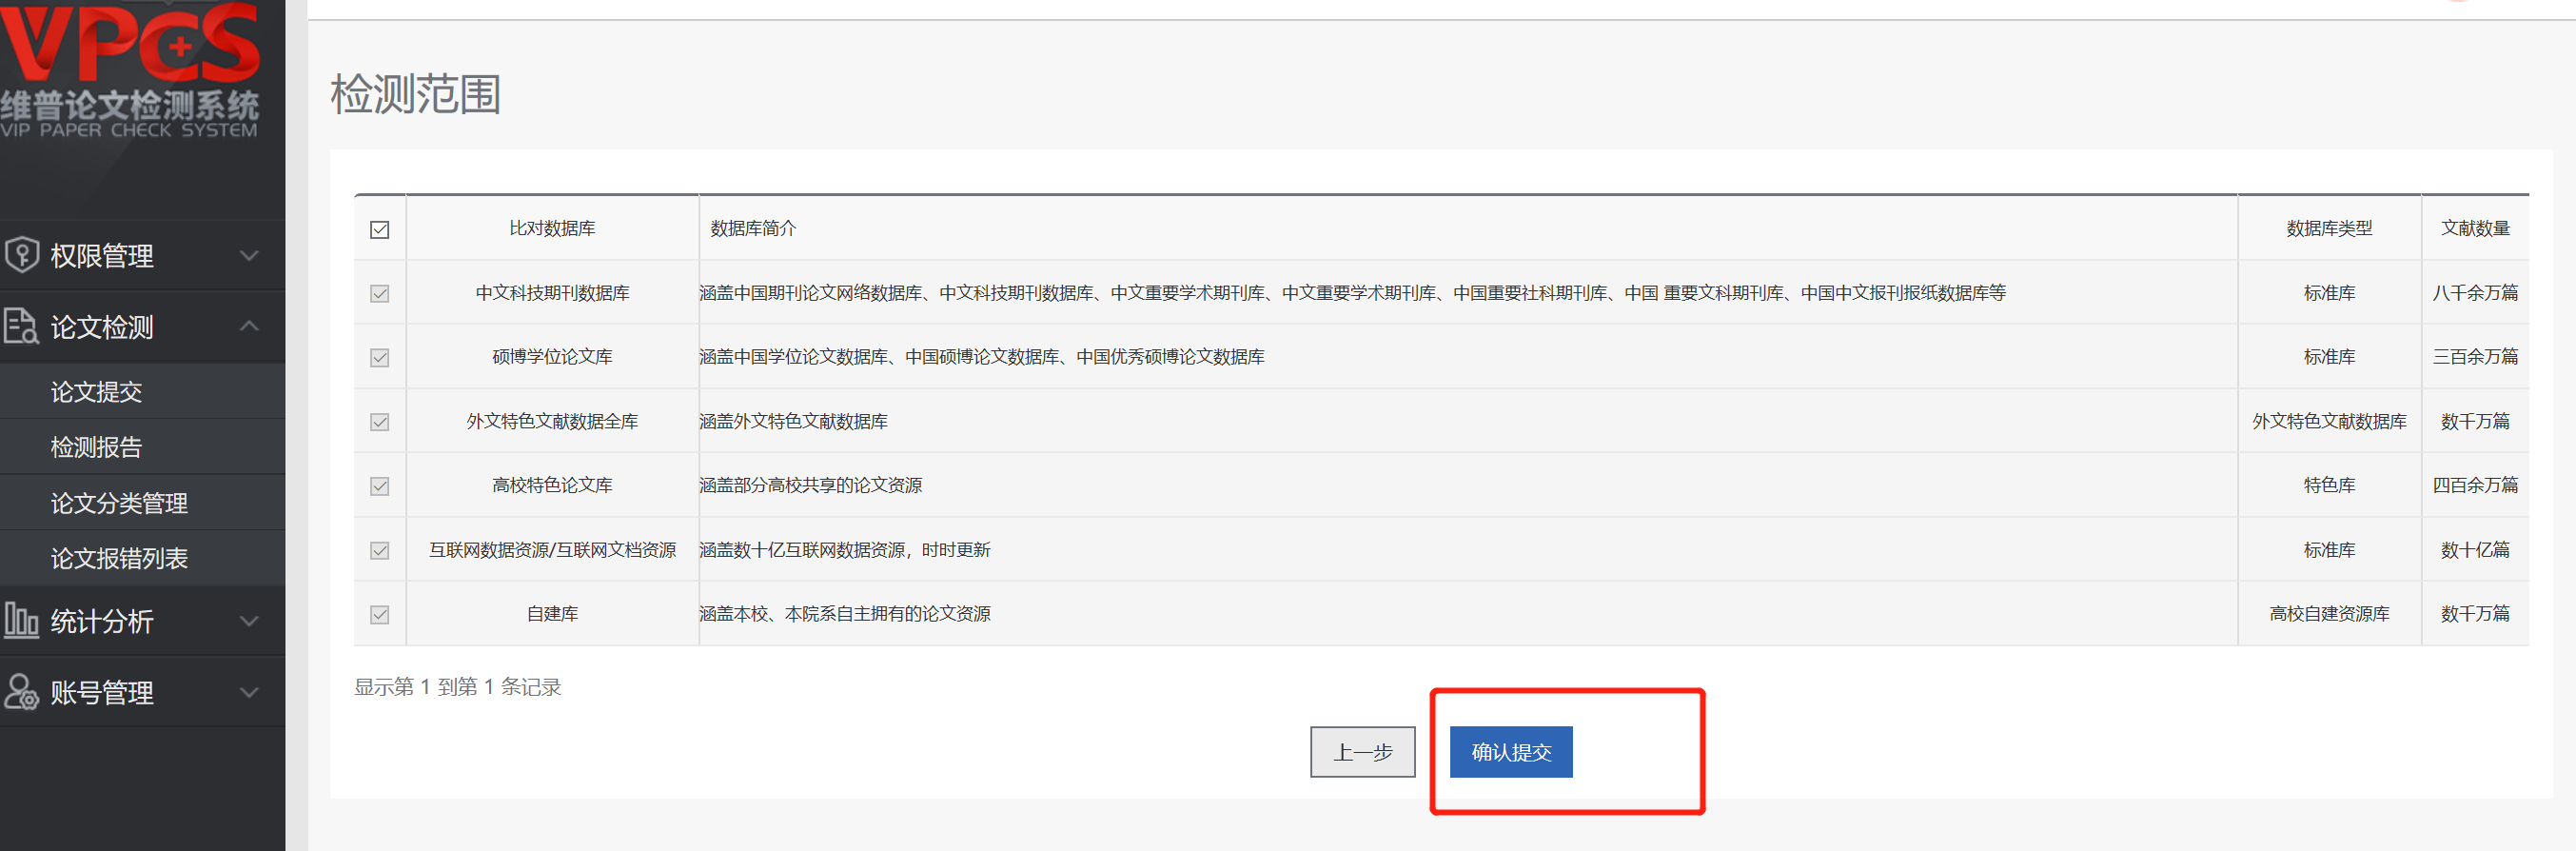 VPCS
维普论文检测系统
VIP PAPER CHECK SYSTEM
权限管理
论文检测
论文提交
检测报告
论文分类管理
论文报错列表
统计分析
账号管理
检测范围
比对数据库 数据库简介 数据库类型 文献数量
中文科技期刊数据库 涵盖中国期刊论文网络数据库、中文科技期刊数据库、中文重要学术期刊库、中文重要学术期刊库、中国重要社科期刊库、中国 重要文科期刊库、中国中文报刊报纸数据库等 标准库 八千余万篇
硕博学位论文库 涵盖中国学位论文数据库、中国硕博论文数据库、中国优秀硕博论文数据库 标准库 三百余万篇
外文特色文献数据全库 涵盖外文特色文献数据库 外文特色文献数据库 数千万篇
高校特色论文库 涵盖部分高校共享的论文资源 特色库 四百余万篇
互联网数据资源/互联网文档资源 涵盖数十亿互联网数据资源，时时更新 标准库 数十亿篇
自建库 涵盖本校、本院系自主拥有的论文资源 高校自建资源库 数千万篇
显示第 1 到第 1 条记录
上一步 确认提交